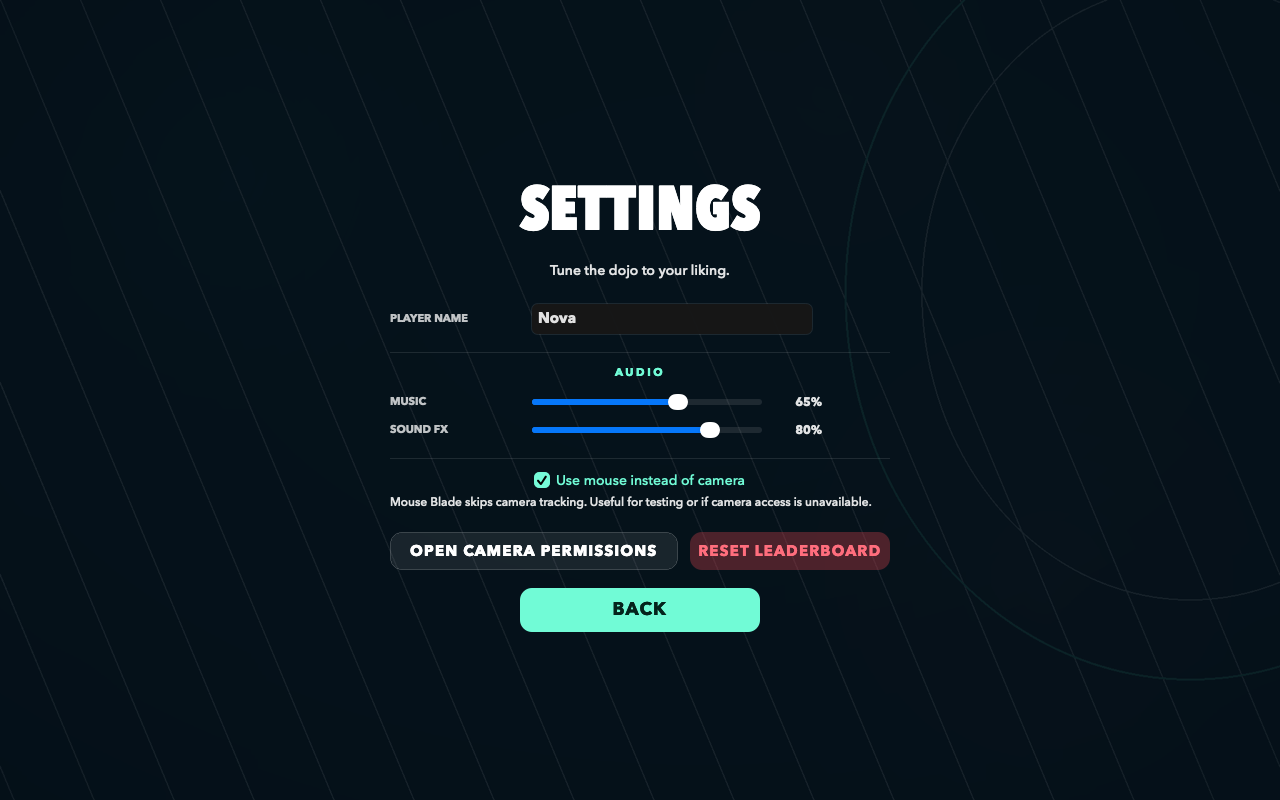 SETTINGS
Tune the dojo to your liking.
PLAYER NAME Nova
AUDIO
MUSIC 65%
SOUND FX 80%
Use mouse instead of camera
Mouse Blade skips camera tracking. Useful for testing or if camera access is unavailable.
OPEN CAMERA PERMISSIONS RESET LEADERBOARD
BACK